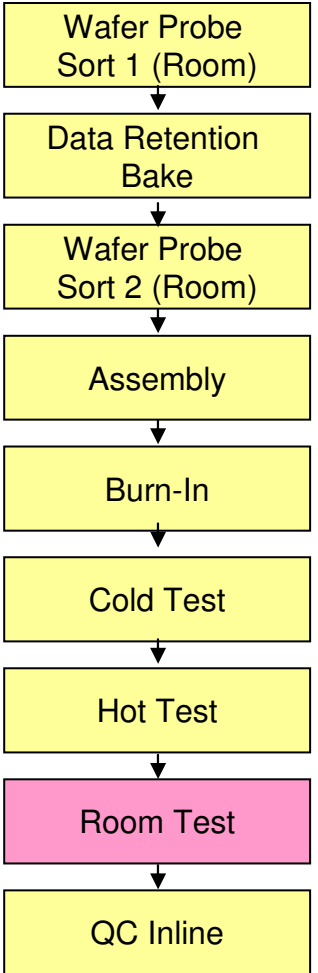 Wafer Probe
Sort 1 (Room)
Data Retention
Bake
Wafer Probe
Sort 2 (Room)
Assembly
Burn-In
Cold Test
Hot Test
Room Test
QC Inline